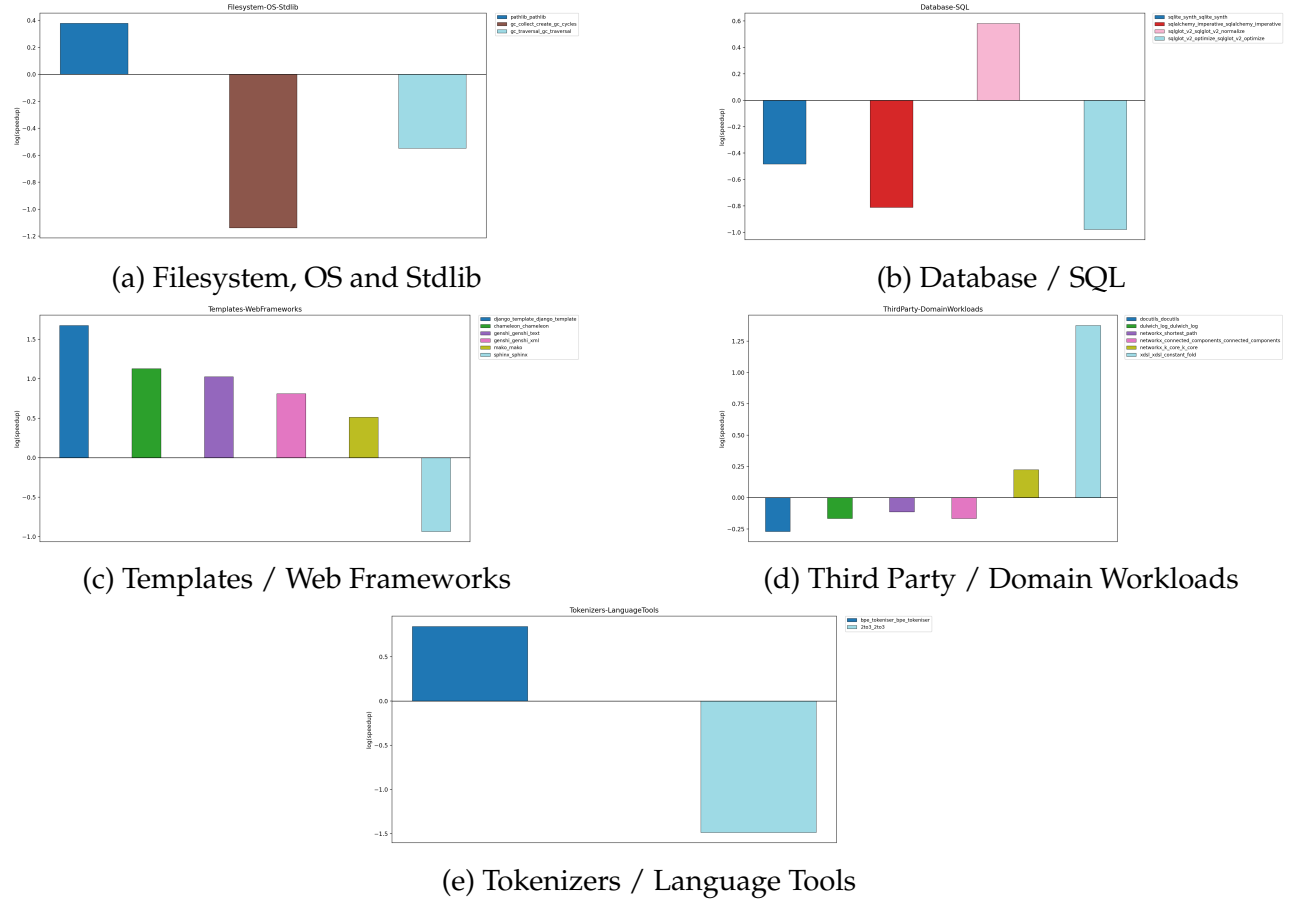 Filesystem-OS-Stdlib
0.4
0.2
0.0
−0.2
−0.4
−0.6
−0.8
−1.0
−1.2
log(speedup)
pathlib_pathlib
gc_collect_create_gc_cycles
gc_traversal_gc_traversal
(a) Filesystem, OS and Stdlib
Database-SQL
0.6
0.4
0.2
0.0
−0.2
−0.4
−0.6
−0.8
−1.0
log(speedup)
sqlite_synth_sqlite_synth
sqlalchemy_imperative_sqlalchemy_imperative
sqlglot_v2_sqlglot_v2_normalize
sqlglot_v2_optimize_sqlglot_v2_optimize
(b) Database / SQL
Templates-WebFrameworks
1.5
1.0
0.5
0.0
−0.5
−1.0
log(speedup)
django_template_django_template
chameleon_chameleon
genshi_genshi_text
genshi_genshi_xml
mako_mako
sphinx_sphinx
(c) Templates / Web Frameworks
ThirdParty-DomainWorkloads
1.25
1.00
0.75
0.50
0.25
0.00
−0.25
log(speedup)
docutils_docutils
dulwich_log_dulwich_log
networkx_shortest_path
networkx_connected_components_connected_components
networkx_k_core_k_core
xdsl_xdsl_constant_fold
(d) Third Party / Domain Workloads
Tokenizers-LanguageTools
0.5
0.0
−0.5
−1.0
−1.5
log(speedup)
bpe_tokeniser_bpe_tokeniser
2to3_2to3
(e) Tokenizers / Language Tools